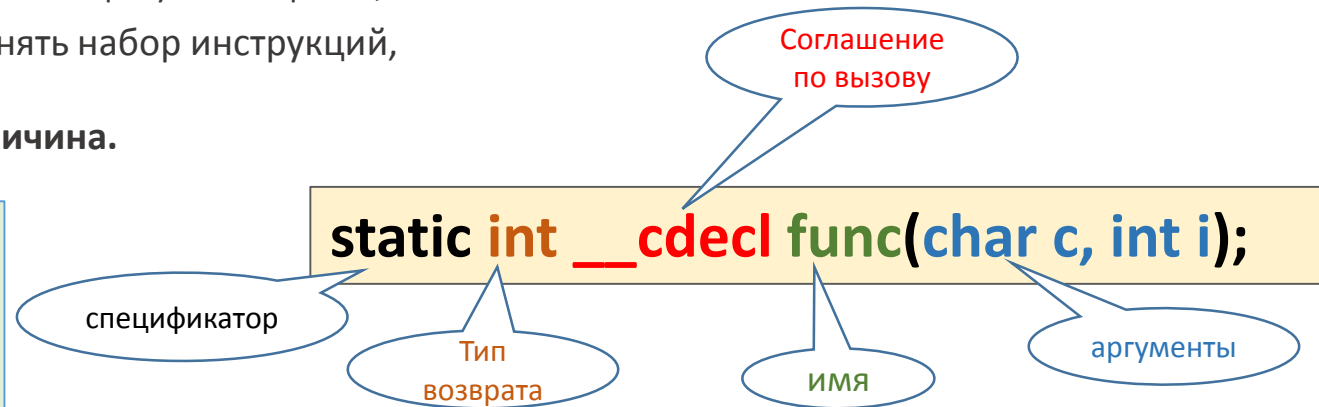 нять набор инструкций,
ичина.
Соглашение
по вызову
static int __cdecl func(char c, int i);
спецификатор
Тип
возврата
имя
аргументы